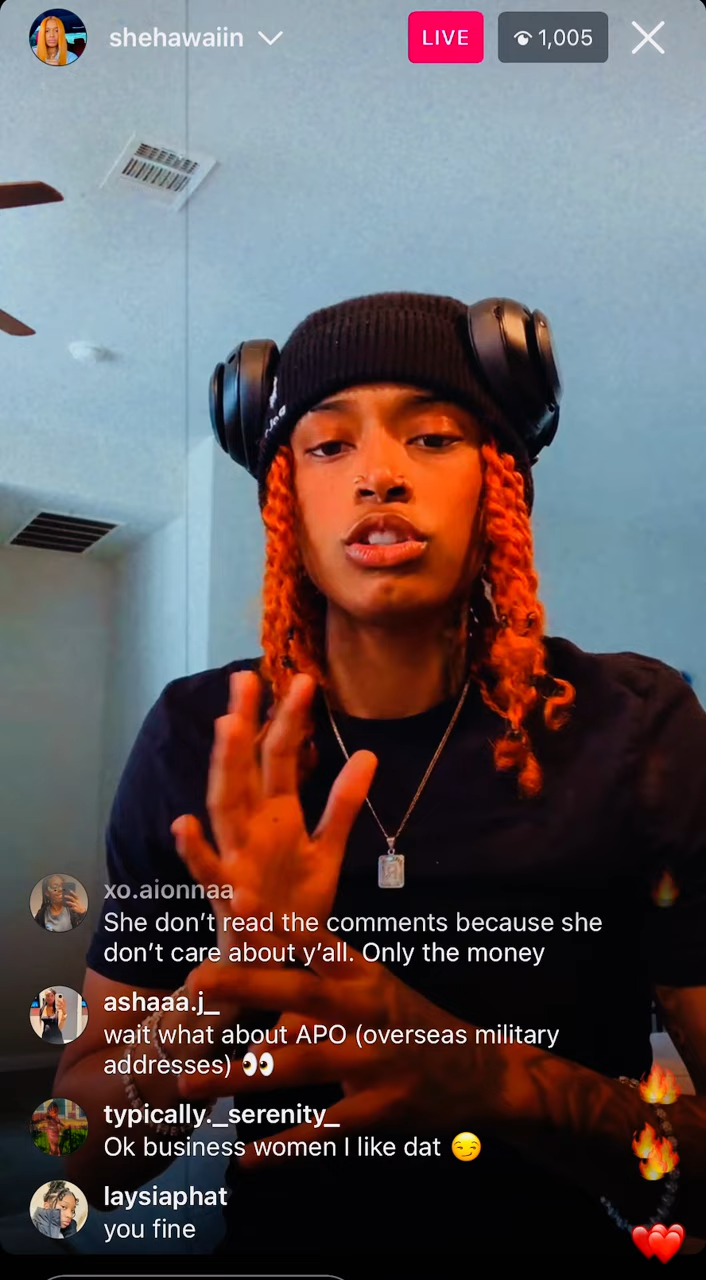 shehawaiin
LIVE
1,005
xo.aionnaa
She don’t read the comments because she
don’t care about y’all. Only the money
ashaaa.j_
wait what about APO (overseas military
addresses) 👀
typically._serenity_
Ok business women I like dat 😏
laysiaphat
you fine